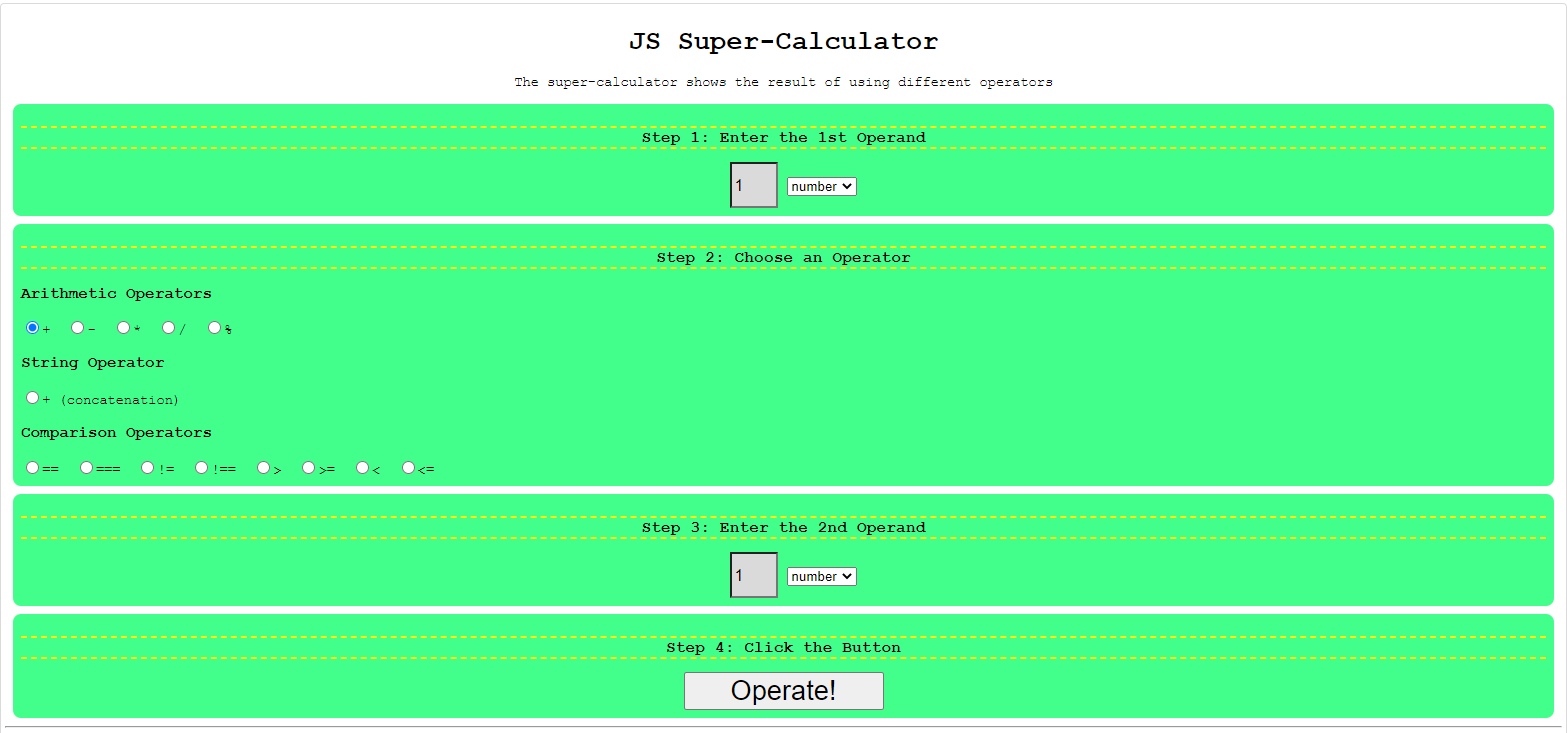 JS Super-Calculator
The super-calculator shows the result of using different operators
Step 1: Enter the 1st Operand
1 number
Step 2: Choose an Operator
Arithmetic Operators
+ - * / %
String Operator
+ (concatenation)
Comparison Operators
== === != !== > >= < <=
Step 3: Enter the 2nd Operand
1 number
Step 4: Click the Button
Operate!